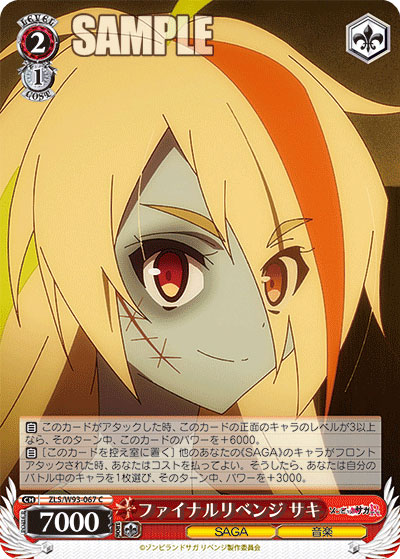 LEVEL
2
SAMPLE
1
COST
自 このカードがアタックした時、このカードの正面のキャラのレベルが3以上
なら、そのターン中、このカードのパワーを+6000。
自 [このカードを控え室に置く] 他のあなたの《SAGA》のキャラがフロント
アタックされた時、あなたはコストを払ってよい。そうしたら、あなたは自分の
バトル中のキャラを1枚選び、そのターン中、パワーを+3000。
CH ZLS/W93-067 C
7000
ファイナルリベンジ サキ
SAGA
音楽
©ゾンビランドサガ リベンジ製作委員会